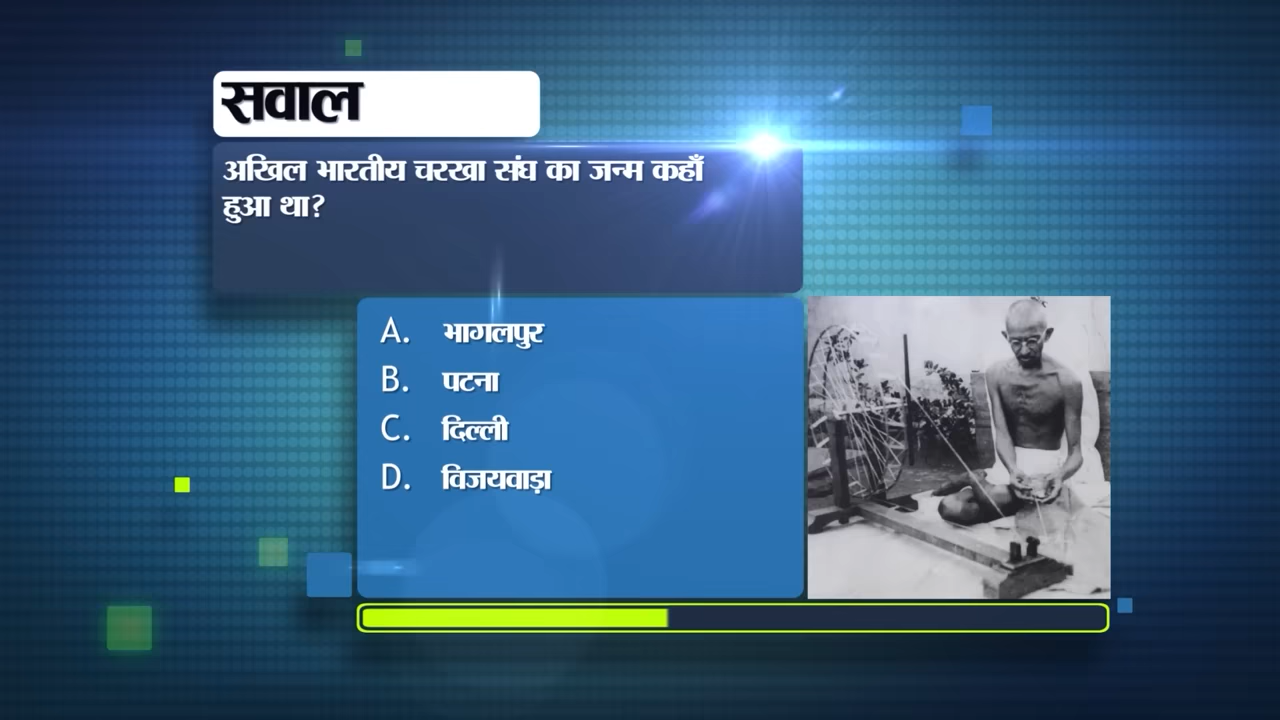 सवाल
अखिल भारतीय चरखा संघ का जन्म कहाँ
हुआ था?
A. भागलपुर
B. पटना
C. दिल्ली
D. विजयवाड़ा